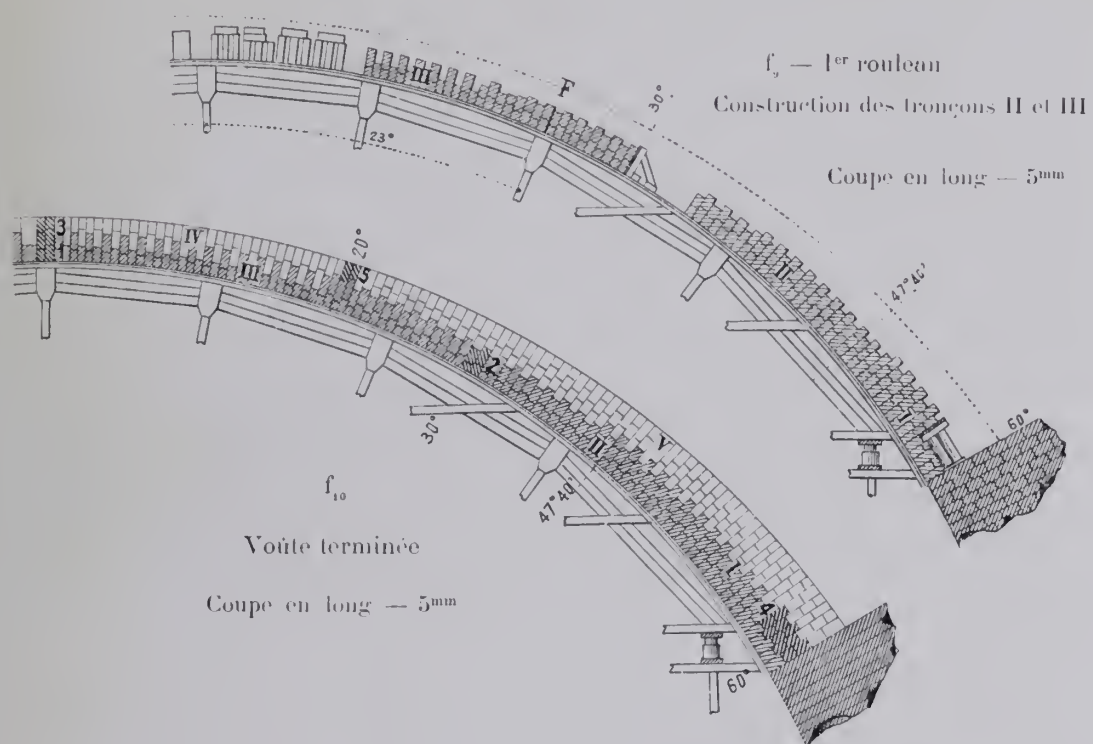 f₉ — 1er rouleau
Construction des tronçons II et III
Coupe en long — 5mm
III
F
30°
23°
II
47°40'
I
60°
3
1
IV
III
20°
5
2
30°
II
V
47°40'
1
4
60°
f₁₀
Voûte terminée
Coupe en long — 5mm